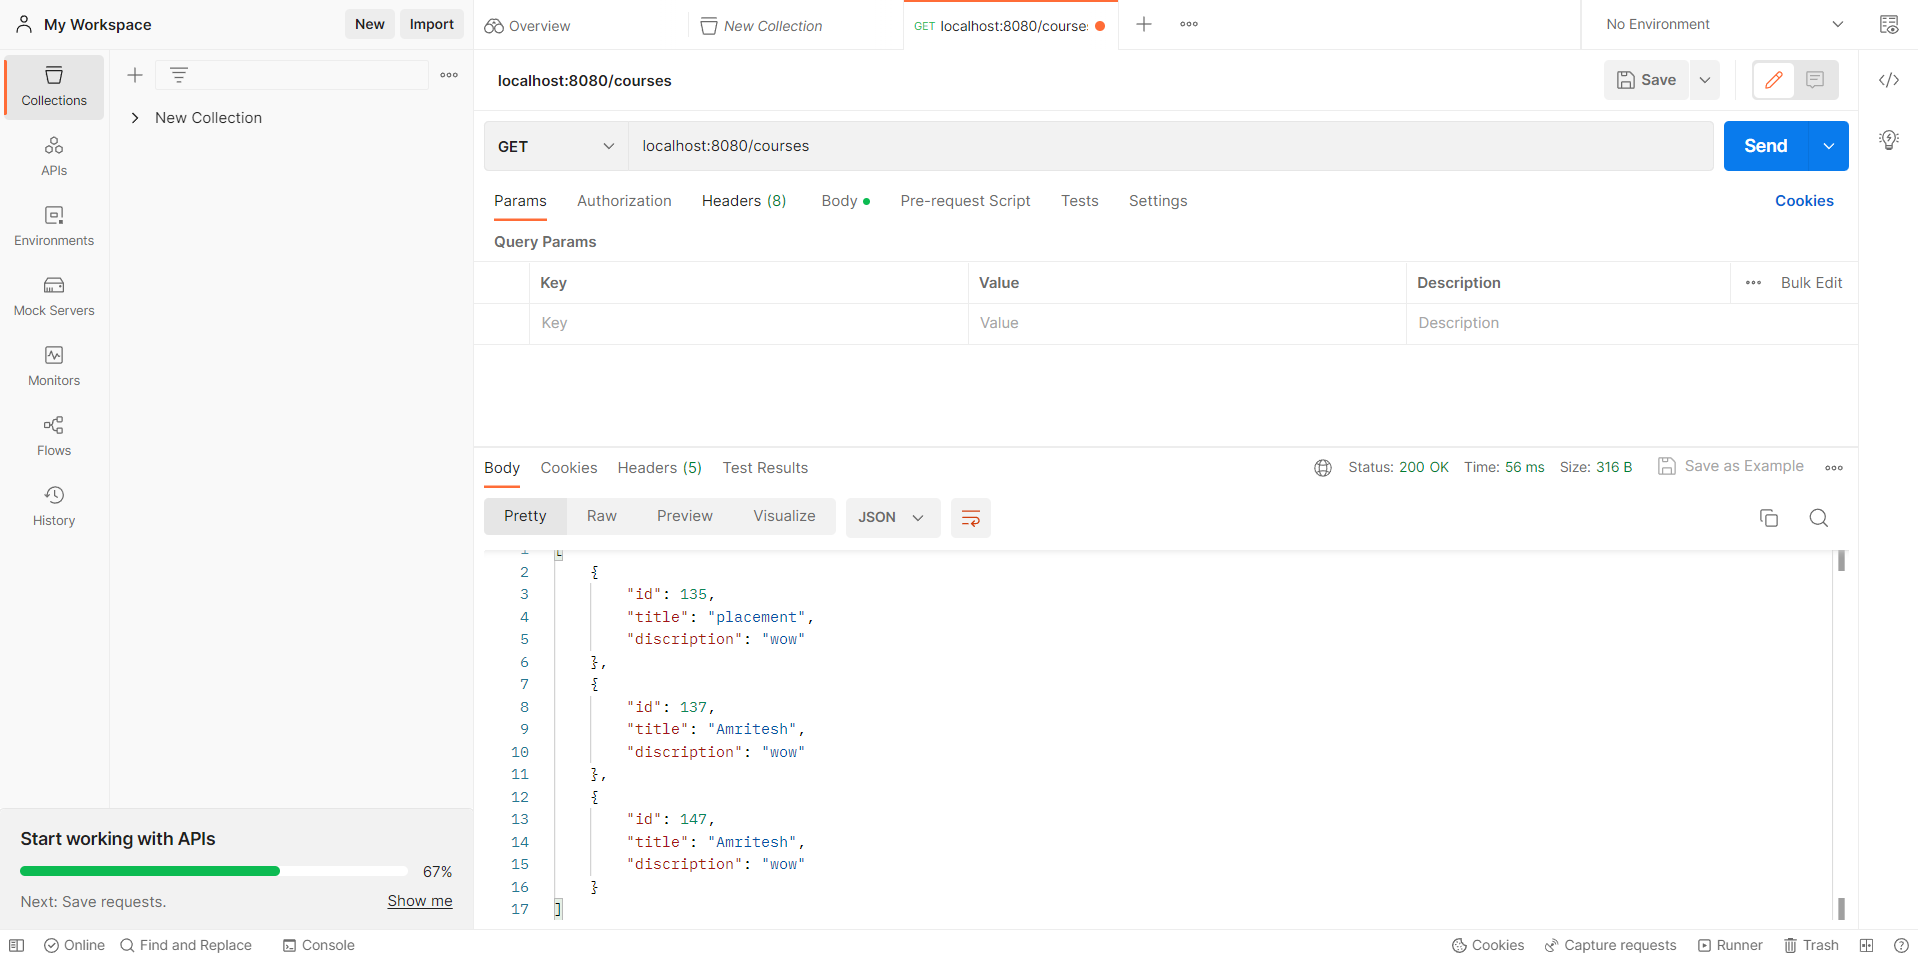 My Workspace
New
Import
Overview
New Collection
GET localhost:8080/course
No Environment
Collections
APIs
Environments
Mock Servers
Monitors
Flows
History
New Collection
localhost:8080/courses
Save
GET
localhost:8080/courses
Send
Params
Authorization
Headers (8)
Body
Pre-request Script
Tests
Settings
Cookies
Query Params
Key
Value
Description
Bulk Edit
Key
Value
Description
Body
Cookies
Headers (5)
Test Results
Status: 200 OK
Time: 56 ms
Size: 316 B
Save as Example
Pretty
Raw
Preview
Visualize
JSON
1 [
2 {
3 "id": 135,
4 "title": "placement",
5 "discription": "wow"
6 },
7 {
8 "id": 137,
9 "title": "Amritesh",
10 "discription": "wow"
11 },
12 {
13 "id": 147,
14 "title": "Amritesh",
15 "discription": "wow"
16 }
17 ]
Start working with APIs
67%
Next: Save requests.
Show me
Online
Find and Replace
Console
Cookies
Capture requests
Runner
Trash